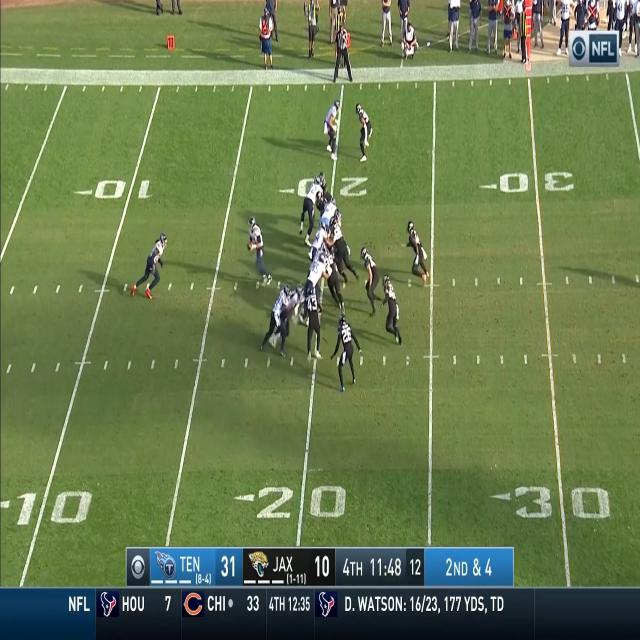 NFL
10 20 30
43
10 20 30
TEN (8-4) 31 JAX (1-11) 10 4TH 11:48 12 2ND & 4
NFL HOU 7 CHI 33 4TH 12:35 D. WATSON: 16/23, 177 YDS, TD